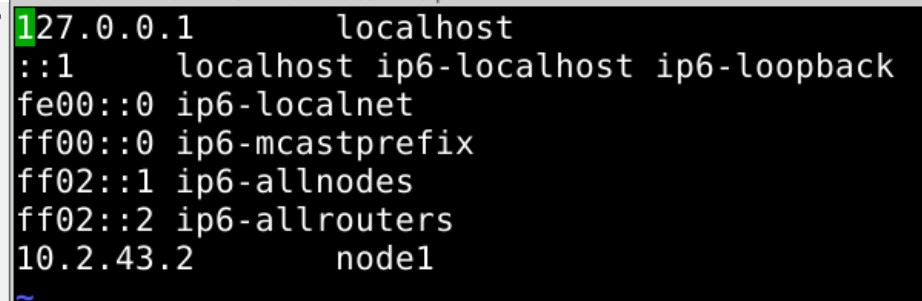 127.0.0.1       localhost
::1     localhost ip6-localhost ip6-loopback
fe00::0 ip6-localnet
ff00::0 ip6-mcastprefix
ff02::1 ip6-allnodes
ff02::2 ip6-allrouters
10.2.43.2       node1
~